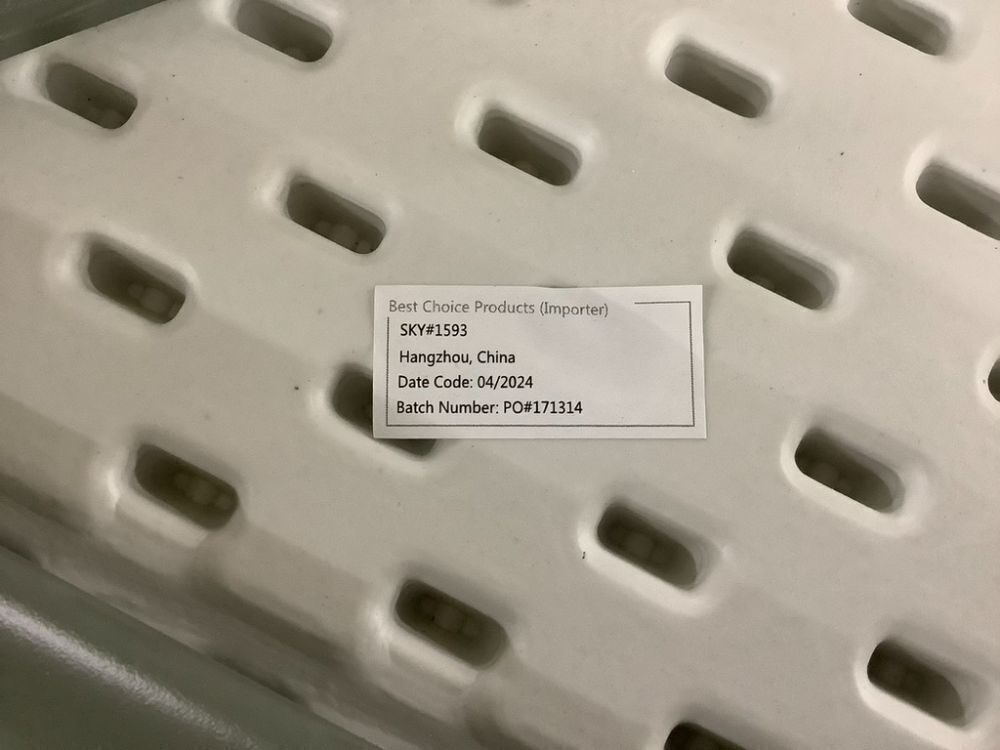 Best Choice Products (Importer)
SKY#1593
Hangzhou, China
Date Code: 04/2024
Batch Number: PO#171314